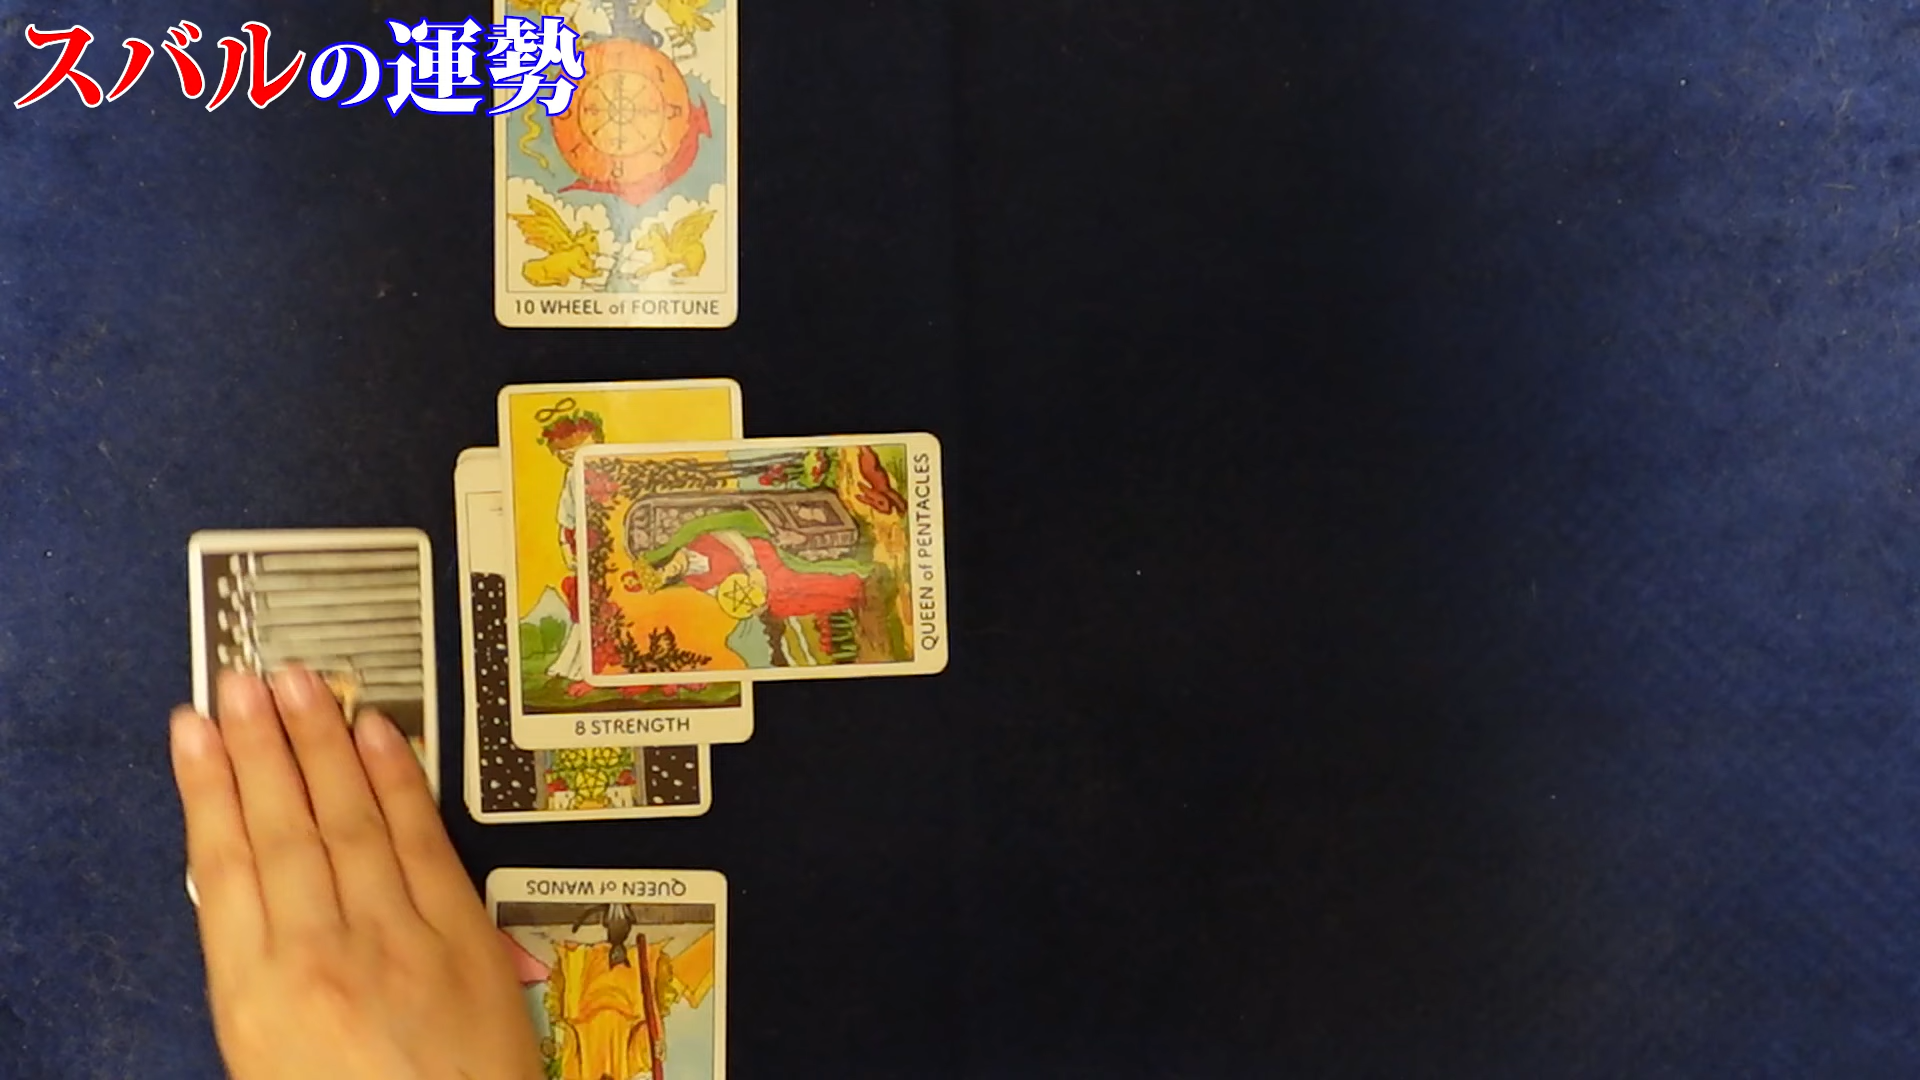 スバルの運勢
10 WHEEL of FORTUNE
QUEEN of PENTACLES
8 STRENGTH
QUEEN of WANDS